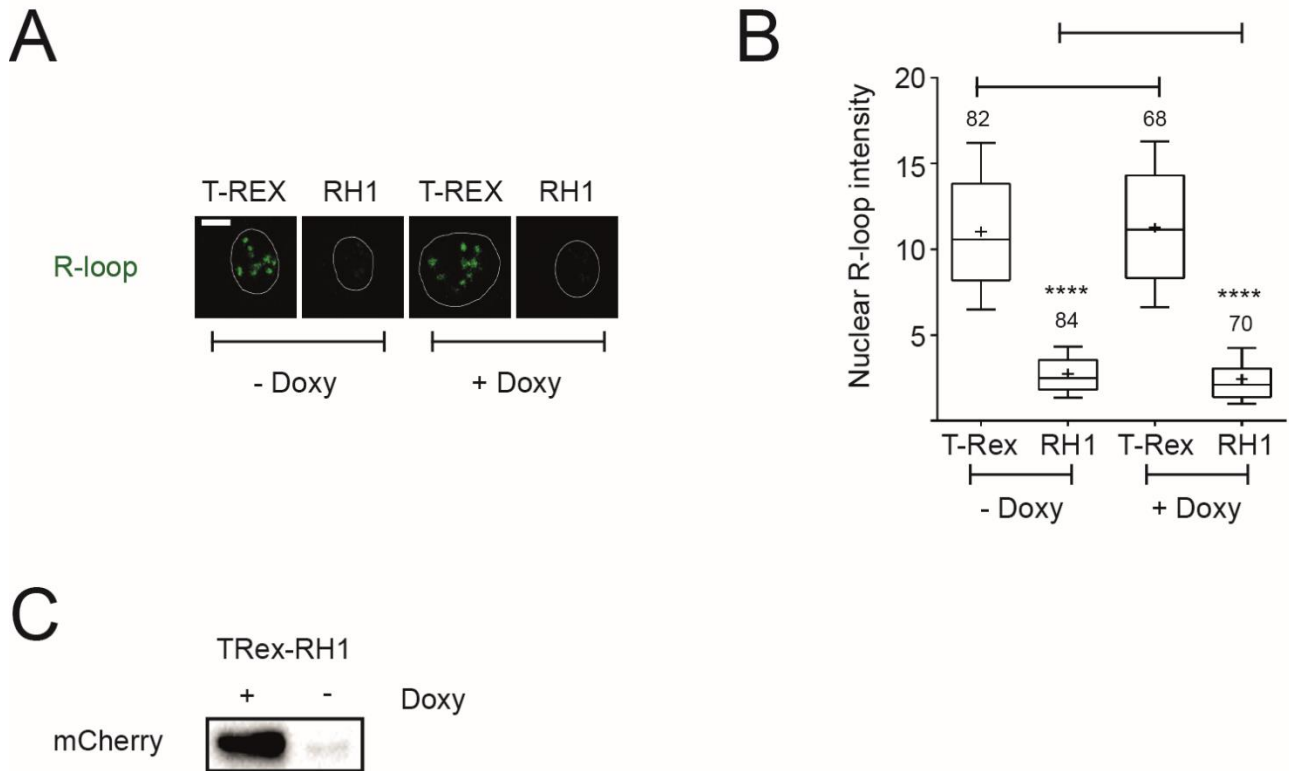 A
T-REX RH1 T-REX RH1
R-loop
- Doxy + Doxy
B
Nuclear R-loop intensity
20
15
10
5
82 68
**** ****
84 70
T-Rex RH1 T-Rex RH1
- Doxy + Doxy
C
TRex-RH1
+ - Doxy
mCherry